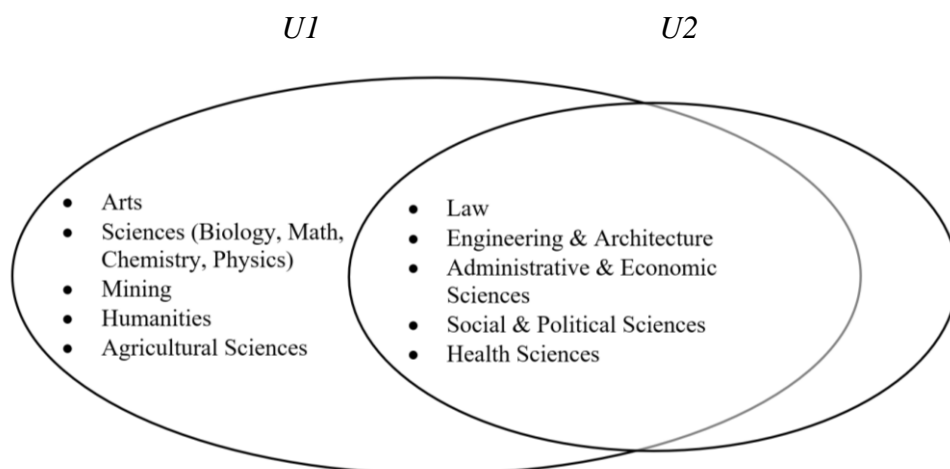 U1 U2
• Arts
• Sciences (Biology, Math,
Chemistry, Physics)
• Mining
• Humanities
• Agricultural Sciences
• Law
• Engineering & Architecture
• Administrative & Economic
Sciences
• Social & Political Sciences
• Health Sciences